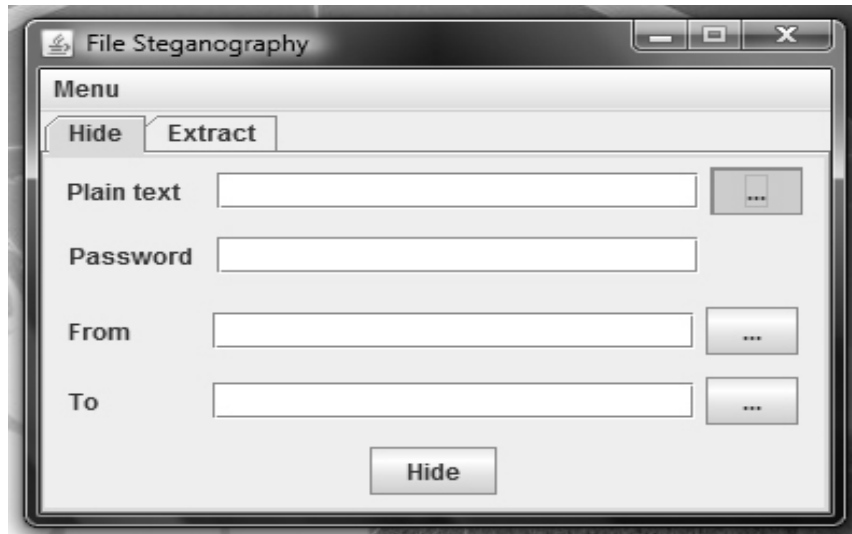 File Steganography
Menu
Hide Extract
Plain text ...
Password
From ...
To ...
Hide